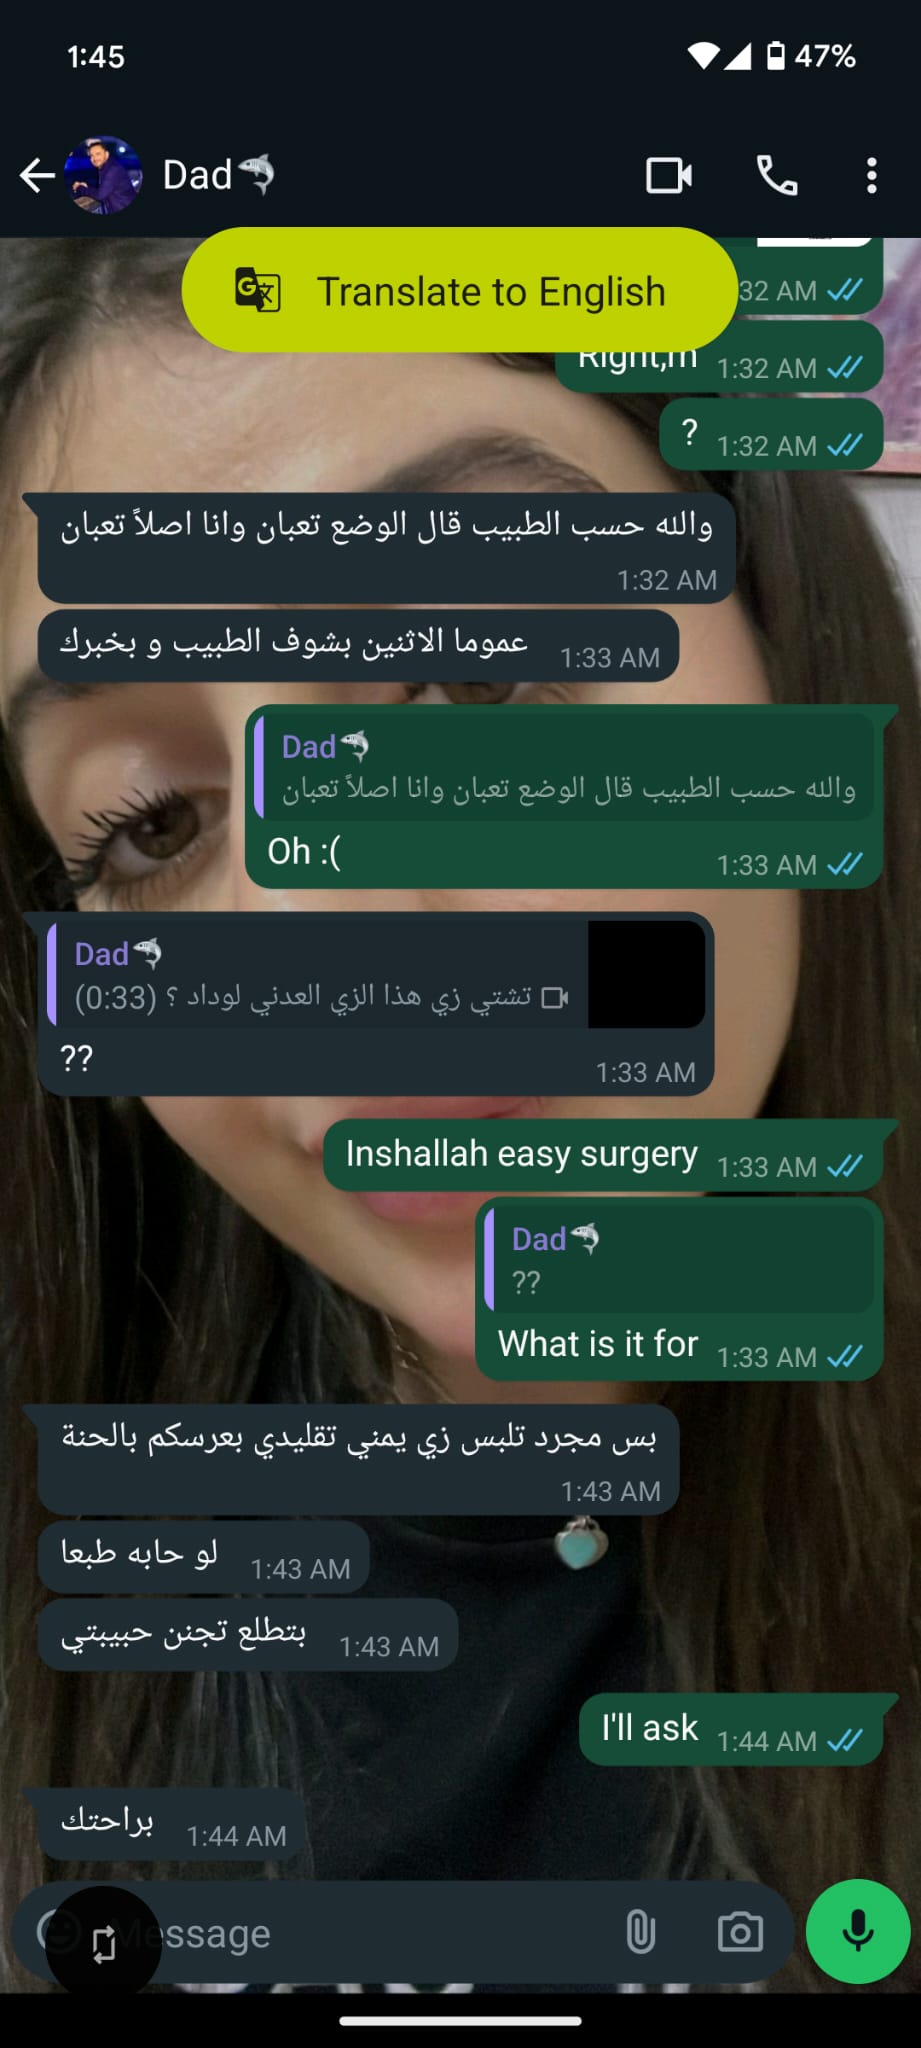 1:45
47%
Dad
Translate to English
32 AM
Right,rn
1:32 AM
?
1:32 AM
والله حسب الطبيب قال الوضع تعبان وانا اصلاً تعبان
1:32 AM
عموما الاثنين بشوف الطبيب و بخبرك
1:33 AM
Dad
والله حسب الطبيب قال الوضع تعبان وانا اصلاً تعبان
Oh :(
1:33 AM
Dad
تشتي زي هذا الزي العدني لوداد ؟ (0:33)
??
1:33 AM
Inshallah easy surgery
1:33 AM
Dad
??
What is it for
1:33 AM
بس مجرد تلبس زي يمني تقليدي بعرسكم بالحنة
1:43 AM
لو حابه طبعا
1:43 AM
بتطلع تجنن حبيبتي
1:43 AM
I'll ask
1:44 AM
براحتك
1:44 AM
Message